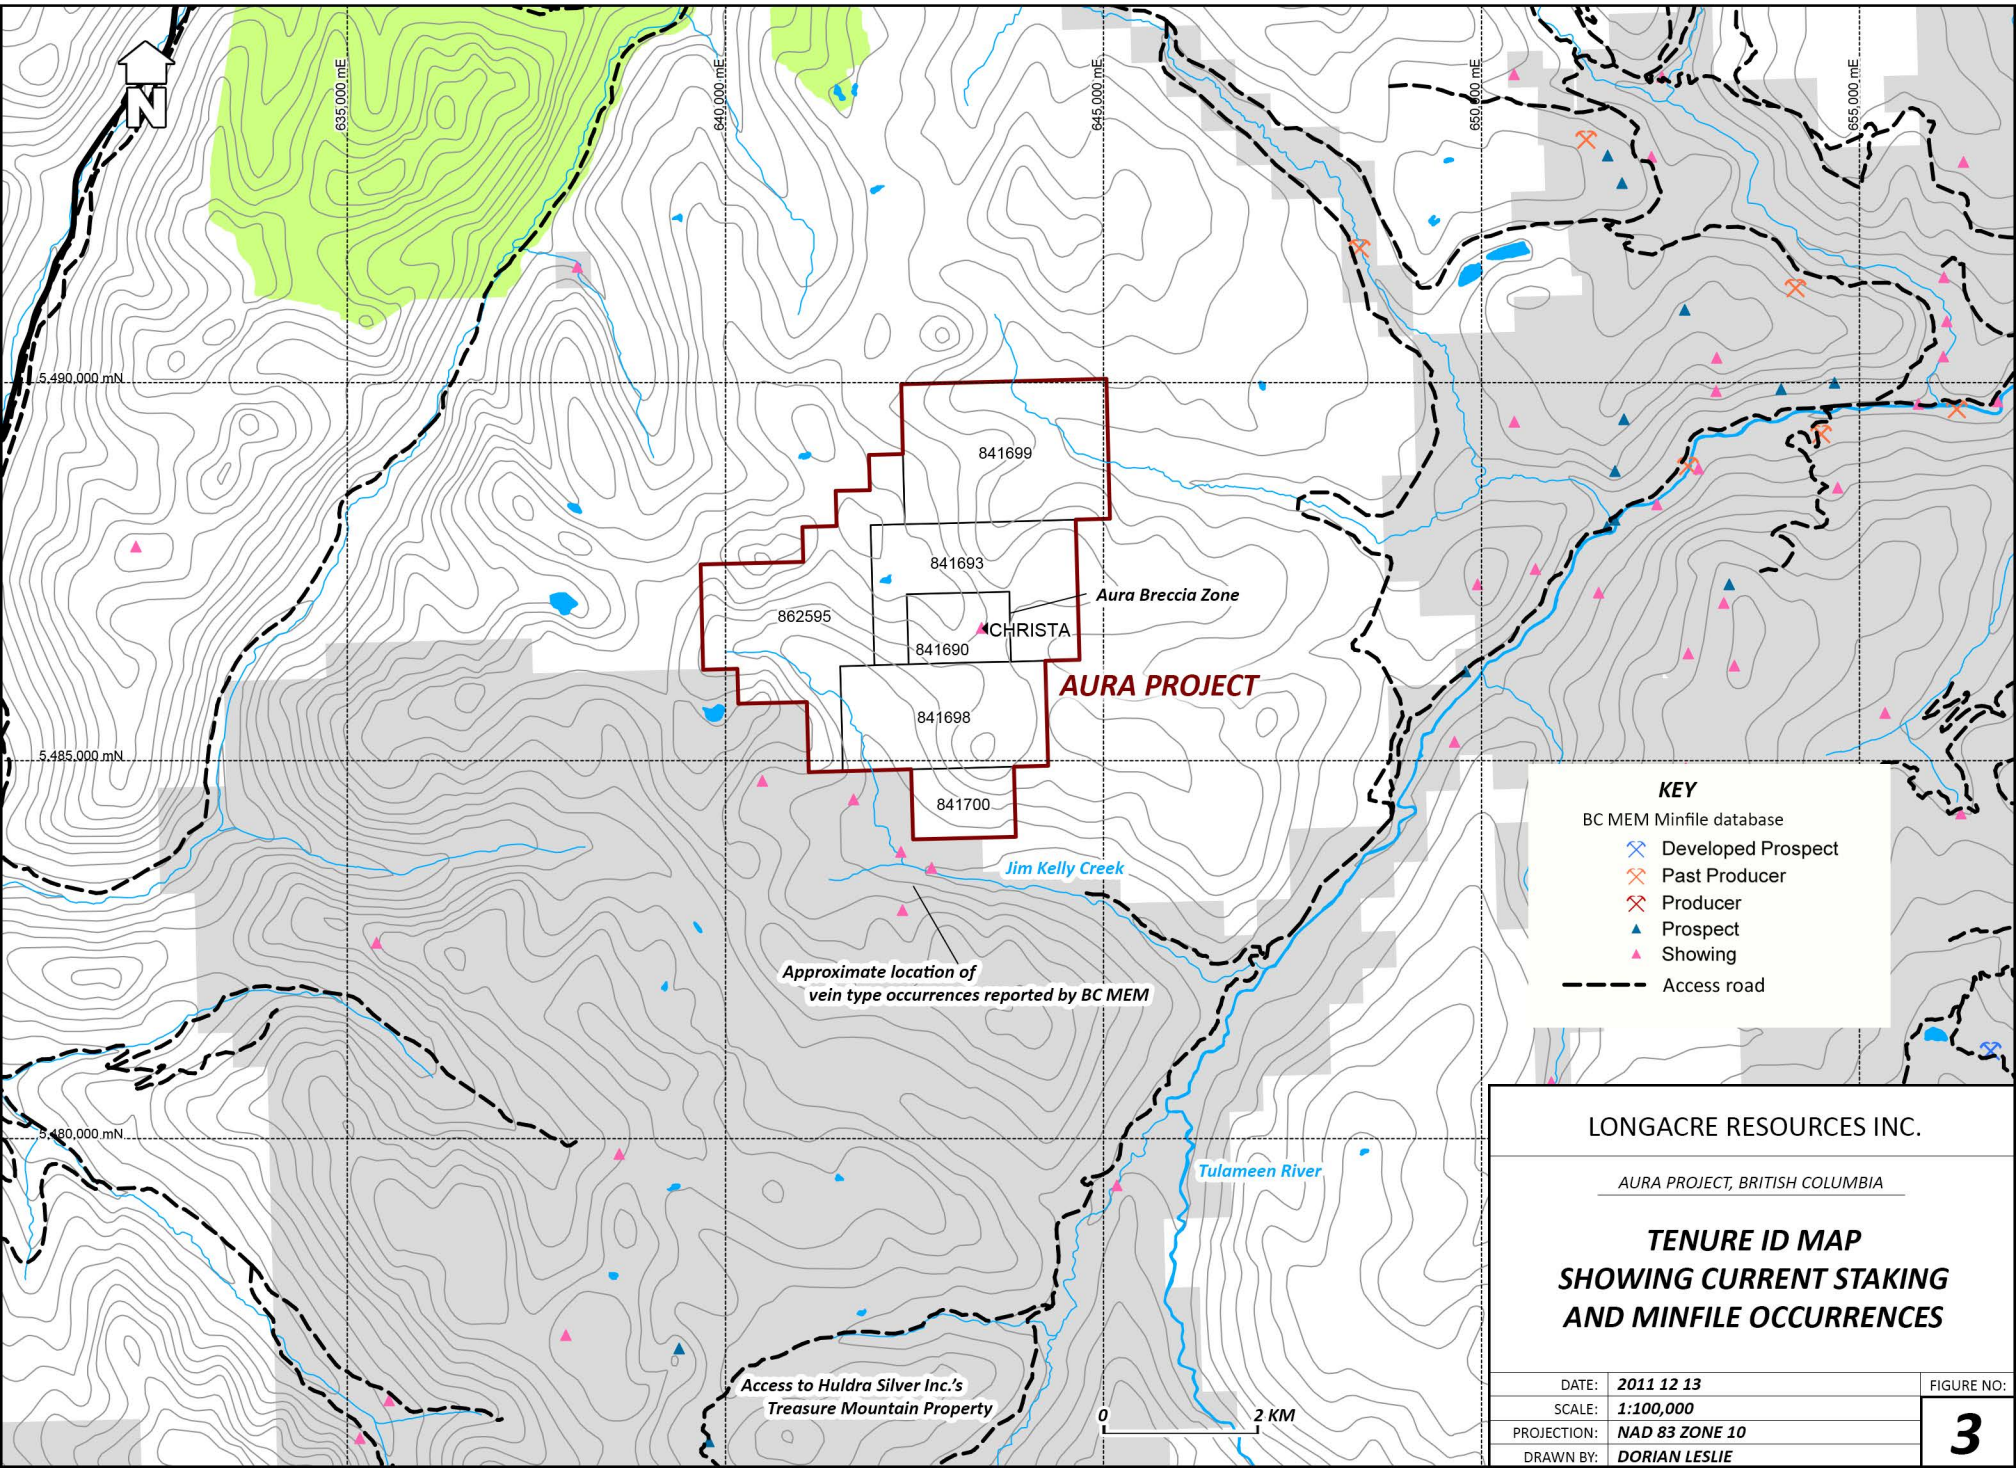 N
635,000 mE
640,000 mE
645,000 mE
650,000 mE
655,000 mE
5,490,000 mN
841699
841693
Aura Breccia Zone
862595
CHRISTA
841690
AURA PROJECT
841698
5,485,000 mN
841700
Jim Kelly Creek
Approximate location of
vein type occurrences reported by BC MEM
KEY
BC MEM Minfile database
Developed Prospect
Past Producer
Producer
Prospect
Showing
Access road
5,480,000 mN
Tulameen River
Access to Huldra Silver Inc.'s
Treasure Mountain Property
0 2 KM
LONGACRE RESOURCES INC.
AURA PROJECT, BRITISH COLUMBIA
TENURE ID MAP
SHOWING CURRENT STAKING
AND MINFILE OCCURRENCES
DATE: 2011 12 13
FIGURE NO:
SCALE: 1:100,000
PROJECTION: NAD 83 ZONE 10
DRAWN BY: DORIAN LESLIE
3